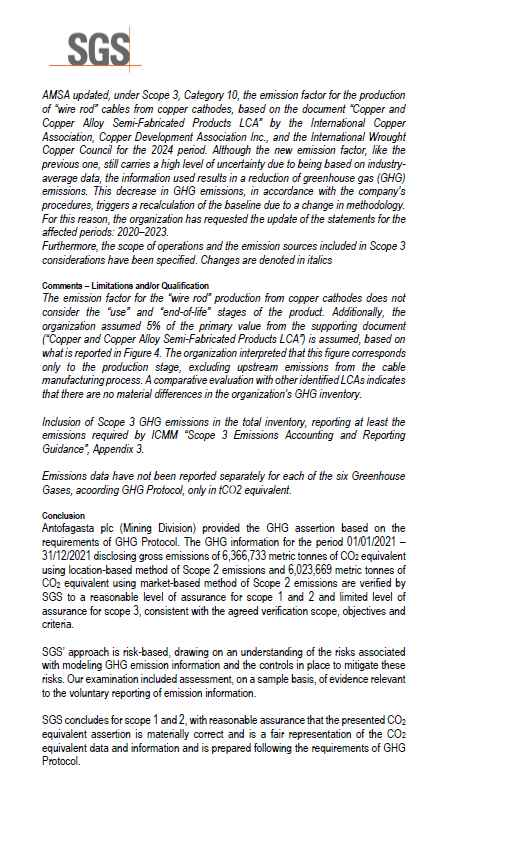 SGS
AMSA updated, under Scope 3, Category 10, the emission factor for the production
of “wire rod” cables from copper cathodes, based on the document “Copper and
Copper Alloy Semi-Fabricated Products LCA” by the International Copper
Association, Copper Development Association Inc., and the International Wrought
Copper Council for the 2024 period. Although the new emission factor, like the
previous one, still carries a high level of uncertainty due to being based on industry-
average data, the information used results in a reduction of greenhouse gas (GHG)
emissions. This decrease in GHG emissions, in accordance with the company's
procedures, triggers a recalculation of the baseline due to a change in methodology.
For this reason, the organization has requested the update of the statements for the
affected periods: 2020–2023.
Furthermore, the scope of operations and the emission sources included in Scope 3
considerations have been specified. Changes are denoted in italics
Comments – Limitations and/or Qualification
The emission factor for the “wire rod” production from copper cathodes does not
consider the “use” and “end-of-life” stages of the product. Additionally, the
organization assumed 5% of the primary value from the supporting document
(“Copper and Copper Alloy Semi-Fabricated Products LCA”) is assumed, based on
what is reported in Figure 4. The organization interpreted that this figure corresponds
only to the production stage, excluding upstream emissions from the cable
manufacturing process. A comparative evaluation with other identified LCAs indicates
that there are no material differences in the organization's GHG inventory.
Inclusion of Scope 3 GHG emissions in the total inventory, reporting at least the
emissions required by ICMM “Scope 3 Emissions Accounting and Reporting
Guidance”, Appendix 3.
Emissions data have not been reported separately for each of the six Greenhouse
Gases, acoording GHG Protocol, only in tCO2 equivalent.
Conclusion
Antofagasta plc (Mining Division) provided the GHG assertion based on the
requirements of GHG Protocol. The GHG information for the period 01/01/2021 –
31/12/2021 disclosing gross emissions of 6,366,733 metric tonnes of CO₂ equivalent
using location-based method of Scope 2 emissions and 6,023,669 metric tonnes of
CO₂ equivalent using market-based method of Scope 2 emissions are verified by
SGS to a reasonable level of assurance for scope 1 and 2 and limited level of
assurance for scope 3, consistent with the agreed verification scope, objectives and
criteria.
SGS' approach is risk-based, drawing on an understanding of the risks associated
with modeling GHG emission information and the controls in place to mitigate these
risks. Our examination included assessment, on a sample basis, of evidence relevant
to the voluntary reporting of emission information.
SGS concludes for scope 1 and 2, with reasonable assurance that the presented CO₂
equivalent assertion is materially correct and is a fair representation of the CO₂
equivalent data and information and is prepared following the requirements of GHG
Protocol.